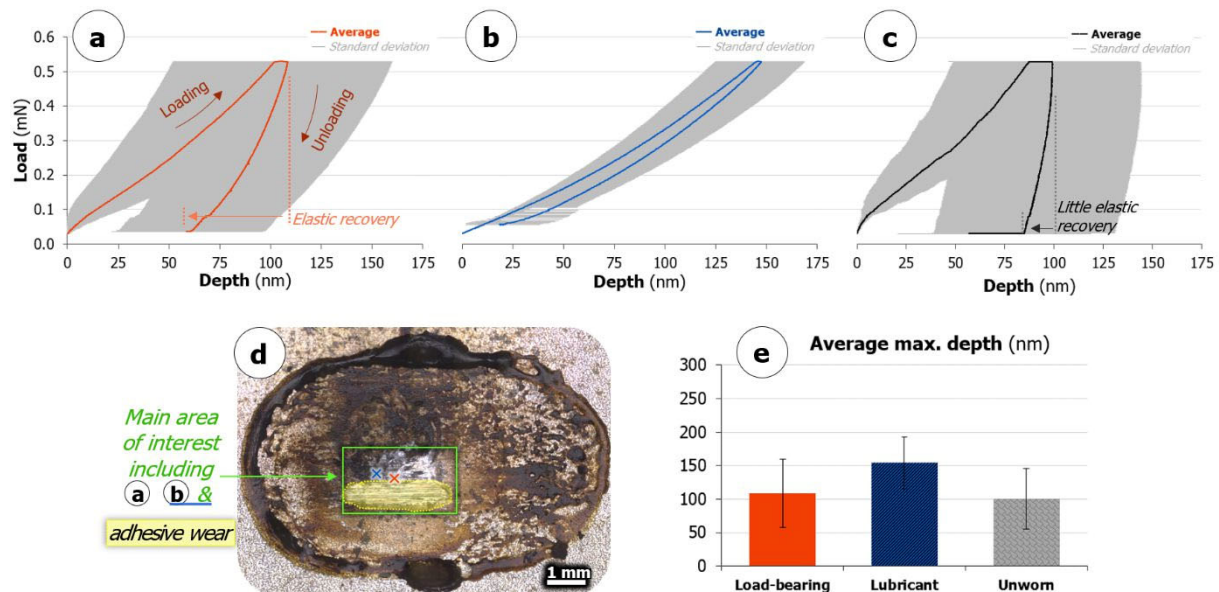 a
Average
Standard deviation
Loading
Unloading
Elastic recovery
Load (mN)
0.6
0.5
0.4
0.3
0.2
0.1
0.0
0 25 50 75 100 125 150 175
Depth (nm)
b
Average
Standard deviation
0 25 50 75 100 125 150 175
Depth (nm)
c
Average
Standard deviation
Little elastic
recovery
0 25 50 75 100 125 150 175
Depth (nm)
d
Main area
of interest
including
a b &
adhesive wear
1 mm
e
Average max. depth (nm)
300
250
200
150
100
50
0
Load-bearing Lubricant Unworn